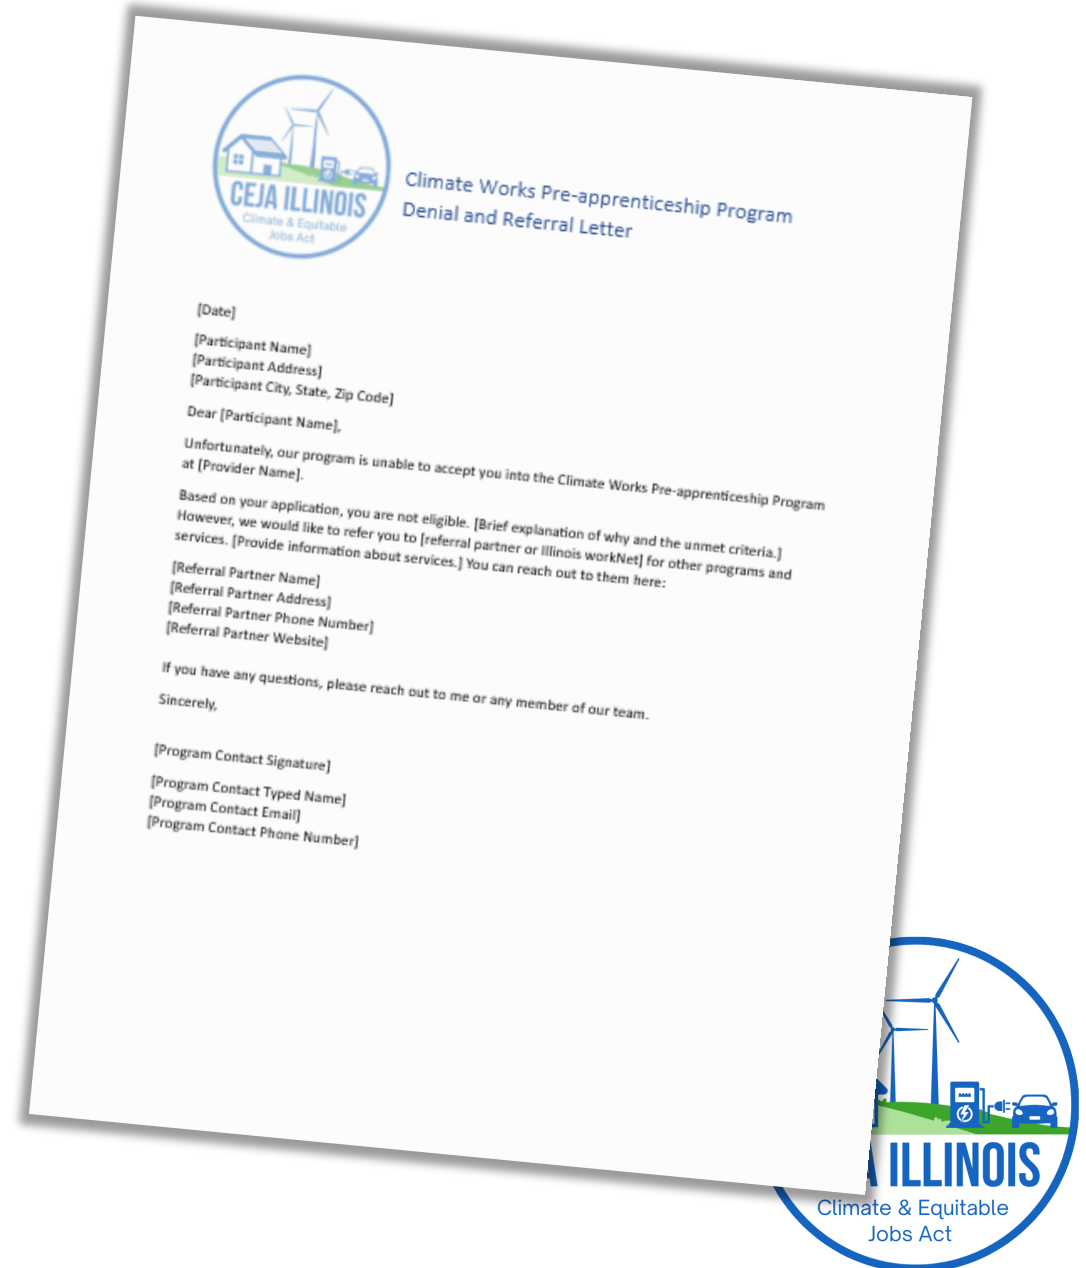 CEJA ILLINOIS
Climate & Equitable
Jobs Act
Climate Works Pre-apprenticeship Program
Denial and Referral Letter
[Date]
[Participant Name]
[Participant Address]
[Participant City, State, Zip Code]
Dear [Participant Name],
Unfortunately, our program is unable to accept you into the Climate Works Pre-apprenticeship Program
at [Provider Name].
Based on your application, you are not eligible. [Brief explanation of why and the unmet criteria.]
However, we would like to refer you to [referral partner or Illinois workNet] for other programs and
services. [Provide information about services.] You can reach out to them here:
[Referral Partner Name]
[Referral Partner Address]
[Referral Partner Phone Number]
[Referral Partner Website]
If you have any questions, please reach out to me or any member of our team.
Sincerely,
[Program Contact Signature]
[Program Contact Typed Name]
[Program Contact Email]
[Program Contact Phone Number]
CEJA ILLINOIS
Climate & Equitable
Jobs Act